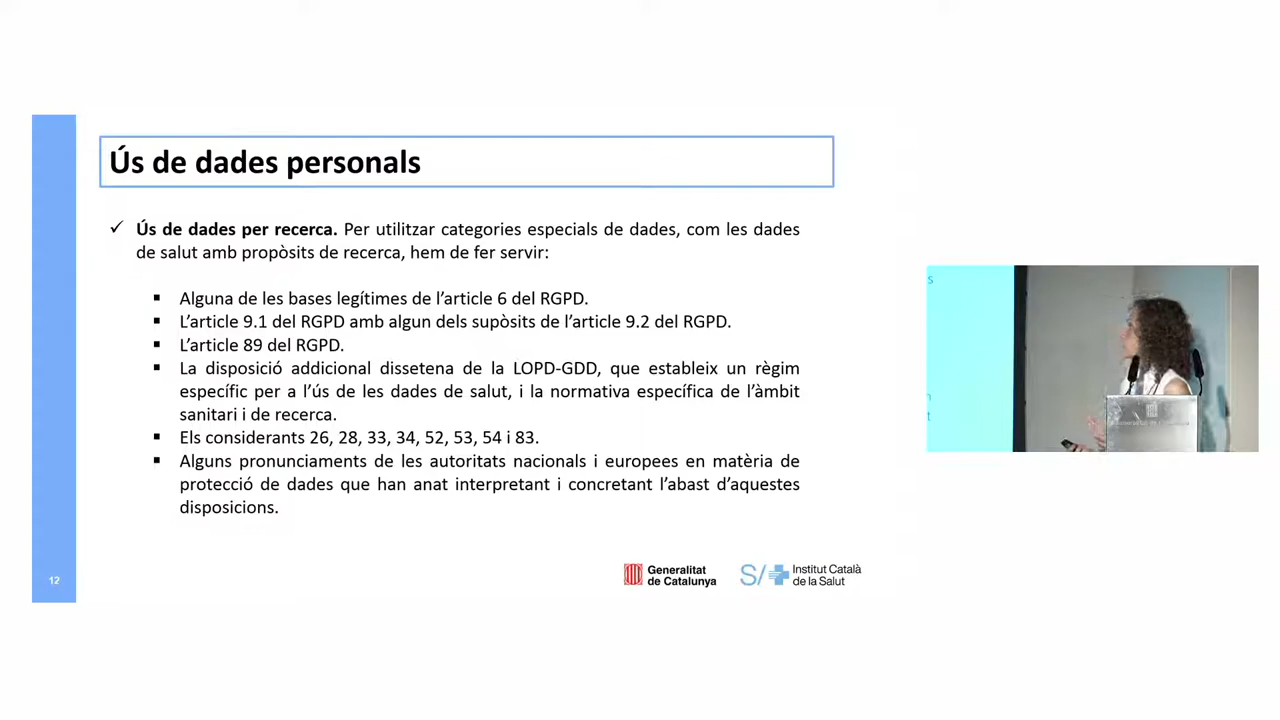 Ús de dades personals
Ús de dades per recerca. Per utilitzar categories especials de dades, com les dades
de salut amb propòsits de recerca, hem de fer servir:
Alguna de les bases legítimes de l'article 6 del RGPD.
L'article 9.1 del RGPD amb algun dels supòsits de l'article 9.2 del RGPD.
L'article 89 del RGPD.
La disposició addicional dissetena de la LOPD-GDD, que estableix un règim
específic per a l'ús de les dades de salut, i la normativa específica de l'àmbit
sanitari i de recerca.
Els considerants 26, 28, 33, 34, 52, 53, 54 i 83.
Alguns pronunciaments de les autoritats nacionals i europees en matèria de
protecció de dades que han anat interpretant i concretant l'abast d'aquestes
disposicions.
12
Generalitat
de Catalunya
S/
Institut Català
de la Salut